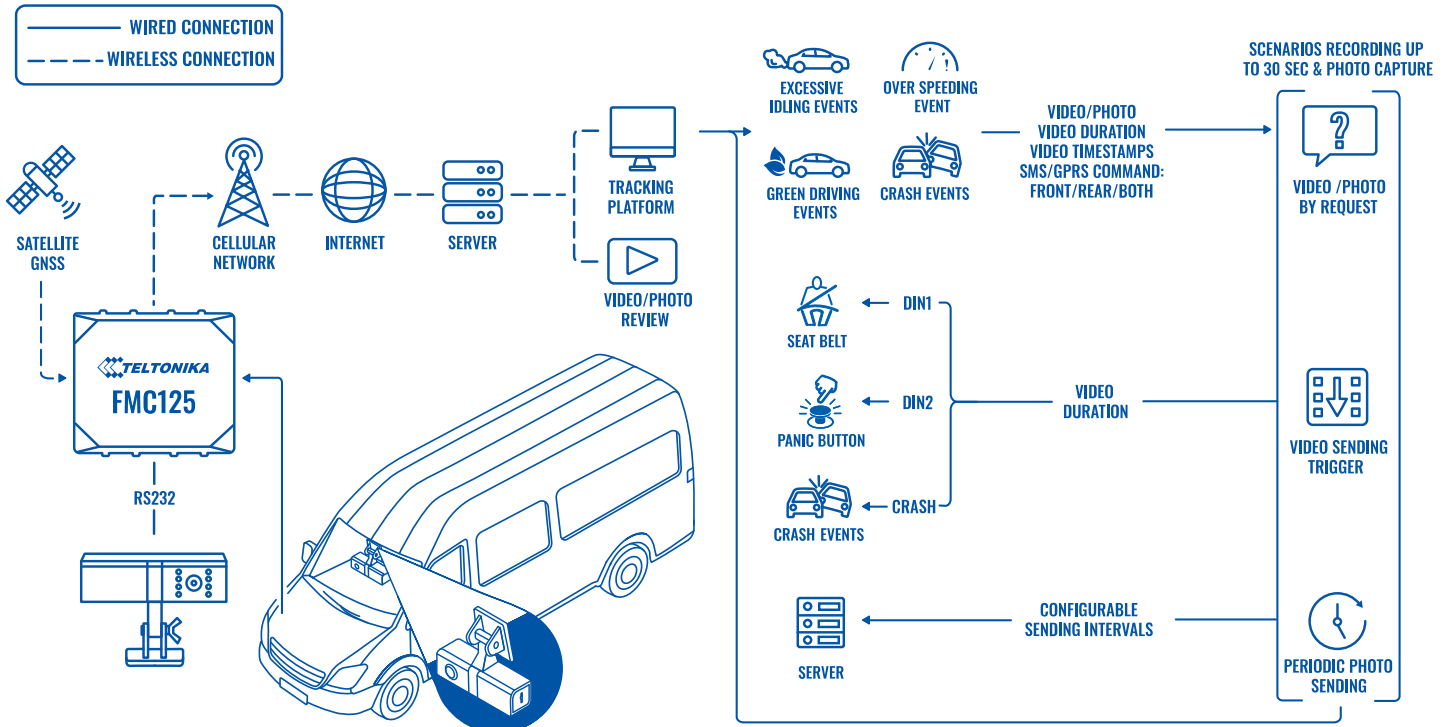 WIRED CONNECTION
WIRELESS CONNECTION
SATELLITE
GNSS
CELLULAR
NETWORK
INTERNET
SERVER
TRACKING
PLATFORM
VIDEO/PHOTO
REVIEW
TELTONIKA
FMC125
RS232
EXCESSIVE
IDLING EVENTS
OVER SPEEDING
EVENT
GREEN DRIVING
EVENTS
CRASH EVENTS
VIDEO/PHOTO
VIDEO DURATION
VIDEO TIMESTAMPS
SMS/GPRS COMMAND:
FRONT/REAR/BOTH
SCENARIOS RECORDING UP
TO 30 SEC & PHOTO CAPTURE
?
VIDEO /PHOTO
BY REQUEST
SEAT BELT
DIN1
PANIC BUTTON
DIN2
CRASH EVENTS
CRASH
VIDEO
DURATION
VIDEO SENDING
TRIGGER
SERVER
CONFIGURABLE
SENDING INTERVALS
PERIODIC PHOTO
SENDING